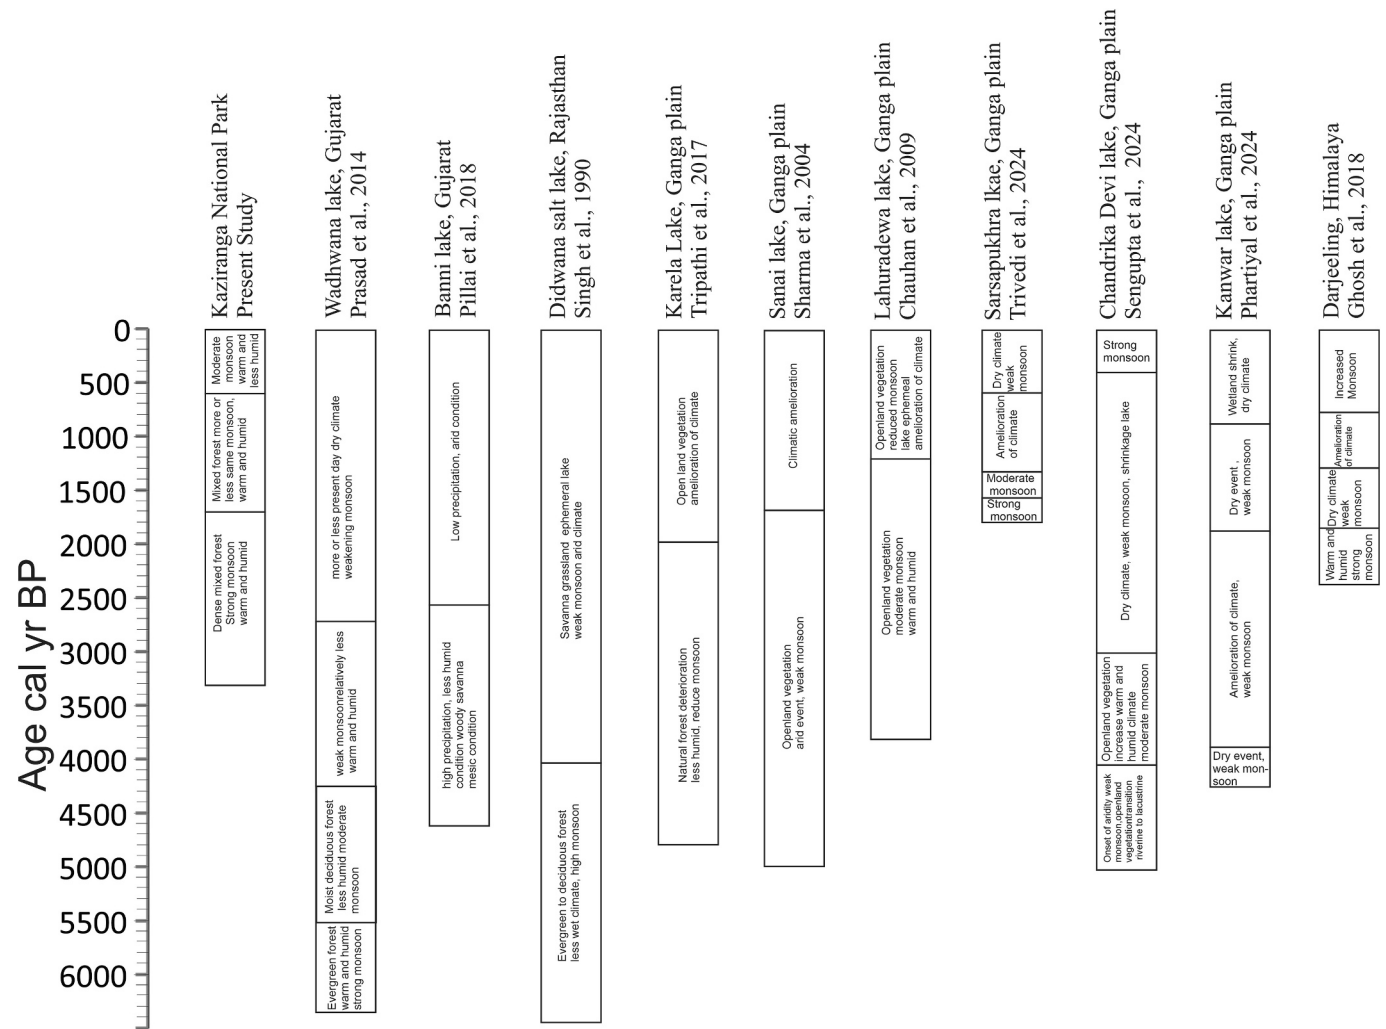 Kaziranga National Park
Present Study
Wadhwana lake, Gujarat
Prasad et al., 2014
Banni lake, Gujarat
Pillai et al., 2018
Didwana salt lake, Rajasthan
Singh et al., 1990
Karela Lake, Ganga plain
Tripathi et al., 2017
Sanai lake, Ganga plain
Sharma et al., 2004
Lahuradewa lake, Ganga plain
Chauhan et al., 2009
Sarsapukhra lkae, Ganga plain
Trivedi et al., 2024
Chandrika Devi lake, Ganga plain
Sengupta et al., 2024
Kanwar lake, Ganga plain
Phartiyal et al., 2024
Darjeeling, Himalaya
Ghosh et al., 2018
Age cal yr BP
0
500
1000
1500
2000
2500
3000
3500
4000
4500
5000
5500
6000
Moderate
monsoon
warm and
less humid
Mixed forest more or
less same monsoon,
warm and humid
Dense mixed forest
Strong monsoon
warm and humid
more or less present day dry climate
weakening monsoon
weak monsoonrelatively less
warm and humid
Moist deciduous forest
less humid moderate
monsoon
Evergreen forest
warm and humid
strong monsoon
Low precipitation, arid condition
high precipitation, less humid
condition woody savanna
mesic condition
Savanna grassland ephemeral lake
weak monsoon arid climate
Evergreen to deciduous forest
less wet climate, high monsoon
Open land vegetation
amelioration of climate
Natural forest deterioration
less humid, reduce monsoon
Climatic amelioration
Openland vegetation
arid event, weak monsoon
Openland vegetation
reduced monsoon
lake ephemeal
amelioration of climate
Openland vegetation
moderate monsoon
warm and humid
Dry climate
weak
monsoon
Amelioration
of climate
Moderate
monsoon
Strong
monsoon
Strong
monsoon
Dry climate, weak monsoon, shrinkage lake
Openland vegetation
increase warm and
humid climate
moderate monsoon
Onset of aridity weak
monsoon,openland
vegetationtransition
riverine to lacustrine
Wetland shrink,
dry climate
Dry event ,
weak monsoon
Amelioration of climate,
weak monsoon
Dry event,
weak mon-
soon
Increased
Monsoon
Amelioration
of climate
Dry climate
weak
monsoon
Warm and
humid
strong
monsoon